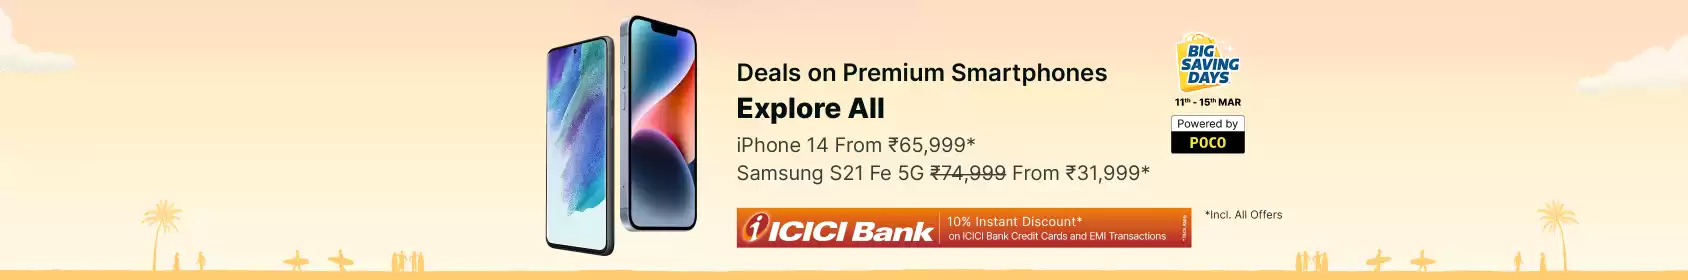 Deals on Premium Smartphones
Explore All
iPhone 14 From ₹65,999*
Samsung S21 Fe 5G ₹74,999 From ₹31,999*
ICICI Bank
10% Instant Discount*
on ICICI Bank Credit Cards and EMI Transactions
*Incl. All Offers
BIG
SAVING
DAYS
11th - 15th MAR
Powered by
POCO